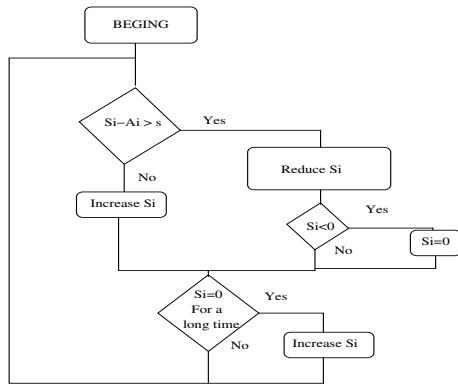 BEGING
Si−Ai > s
Yes
No
Reduce Si
Increase Si
Si<0
Yes
No
Si=0
Si=0
For a
long time
Yes
No
Increase Si